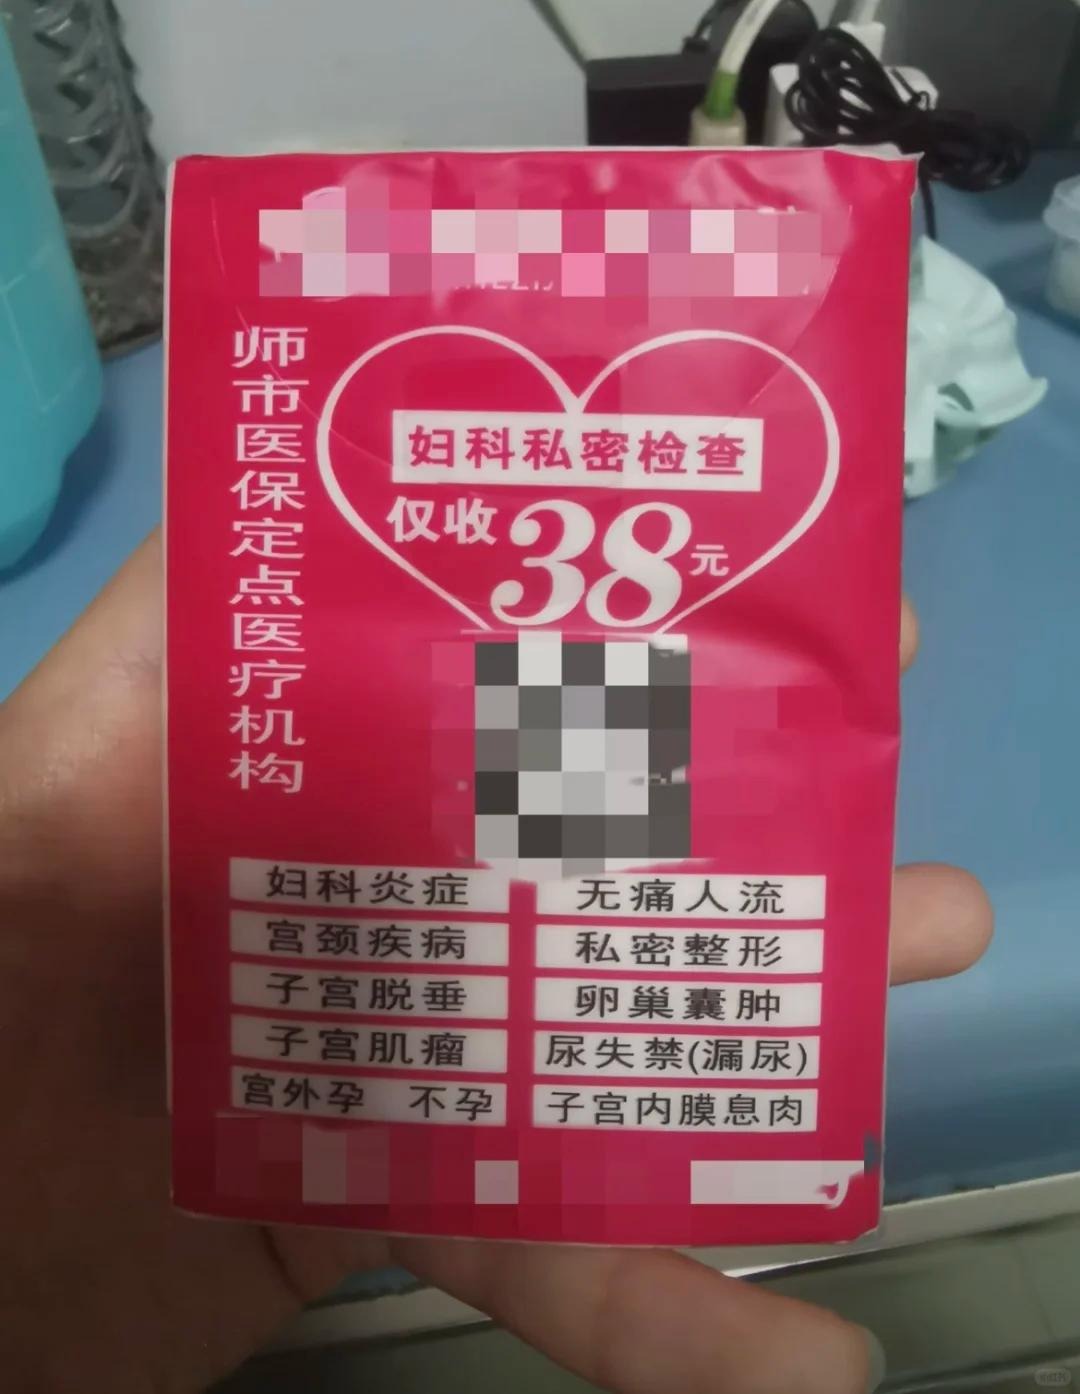 师市医保定点医疗机构
妇科私密检查
仅收38元
妇科炎症
无痛人流
宫颈疾病
私密整形
子宫脱垂
卵巢囊肿
子宫肌瘤
尿失禁(漏尿)
宫外孕 不孕
子宫内膜息肉